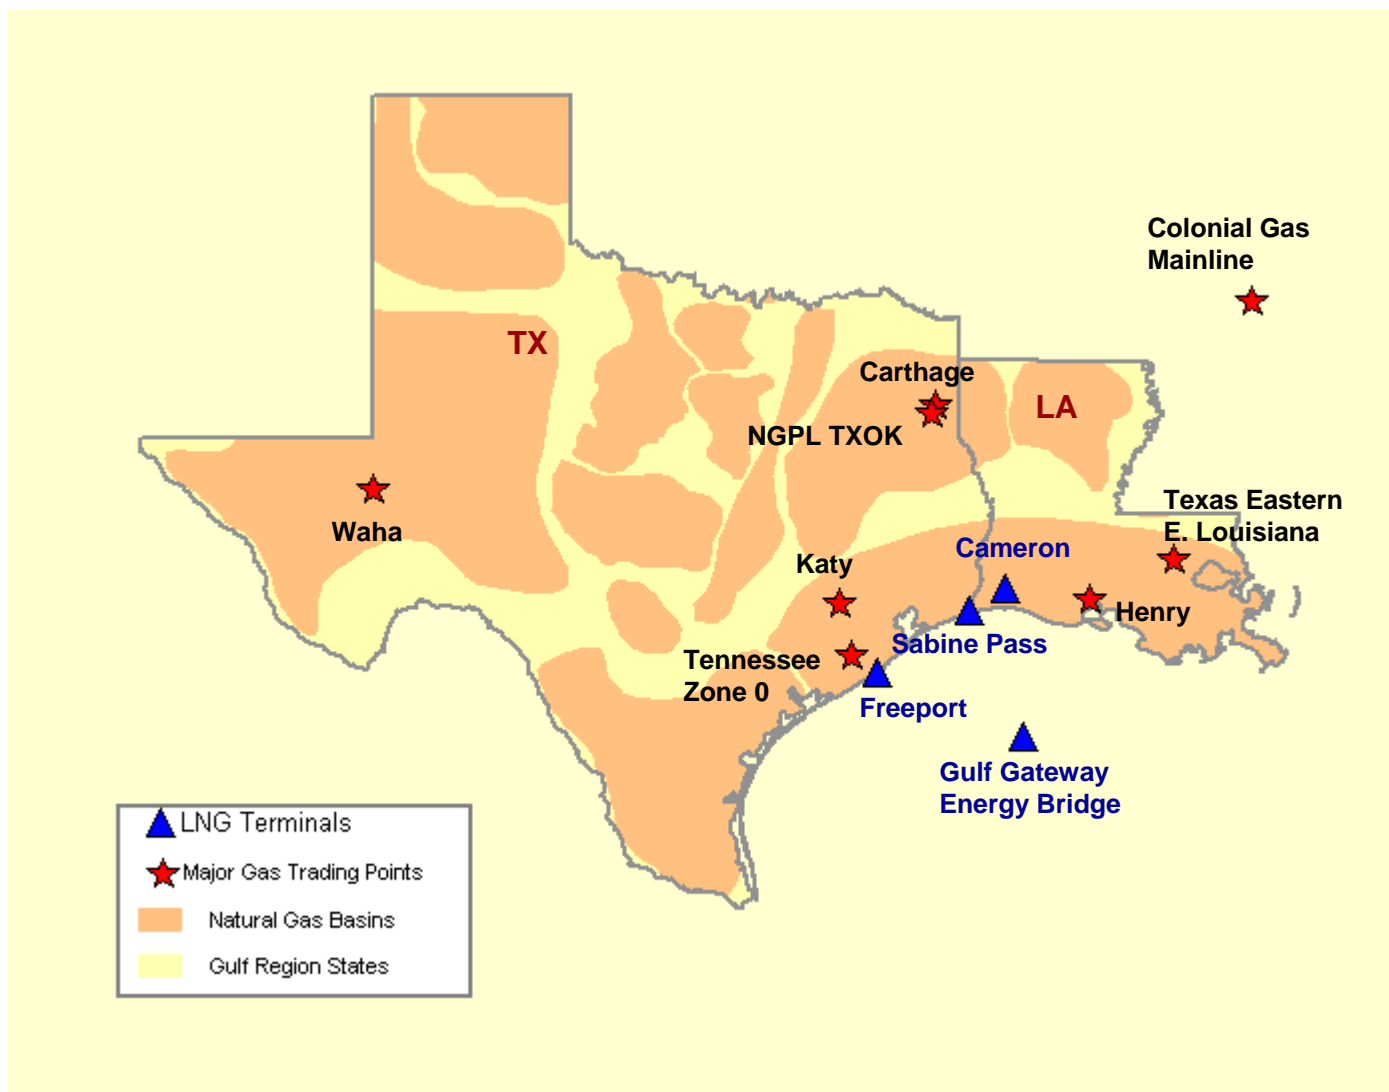 Colonial Gas
Mainline
TX
Carthage
LA
NGPL TXOK
Waha
Texas Eastern
E. Louisiana
Cameron
Katy
Henry
Sabine Pass
Tennessee
Zone 0
Freeport
Gulf Gateway
Energy Bridge
LNG Terminals
Major Gas Trading Points
Natural Gas Basins
Gulf Region States